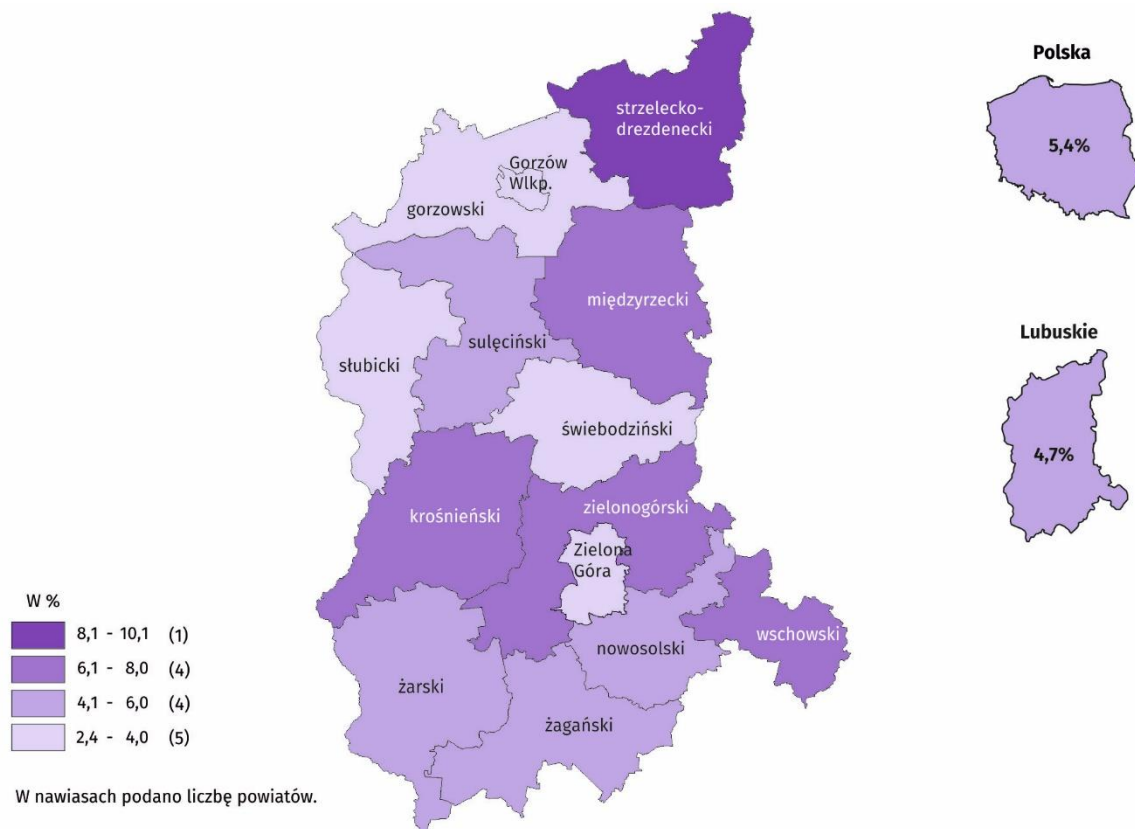 Polska
5,4%
strzelecko-
drezdenecki
Gorzów
Wlkp.
gorzowski
międzyrzecki
Lubuskie
4,7%
sulęciński
słubicki
świebodziński
krośnieński
zielonogórski
Zielona
Góra
wschowski
nowosolski
żarski
żagański
W %
8,1 - 10,1 (1)
6,1 - 8,0 (4)
4,1 - 6,0 (4)
2,4 - 4,0 (5)
W nawiasach podano liczbę powiatów.